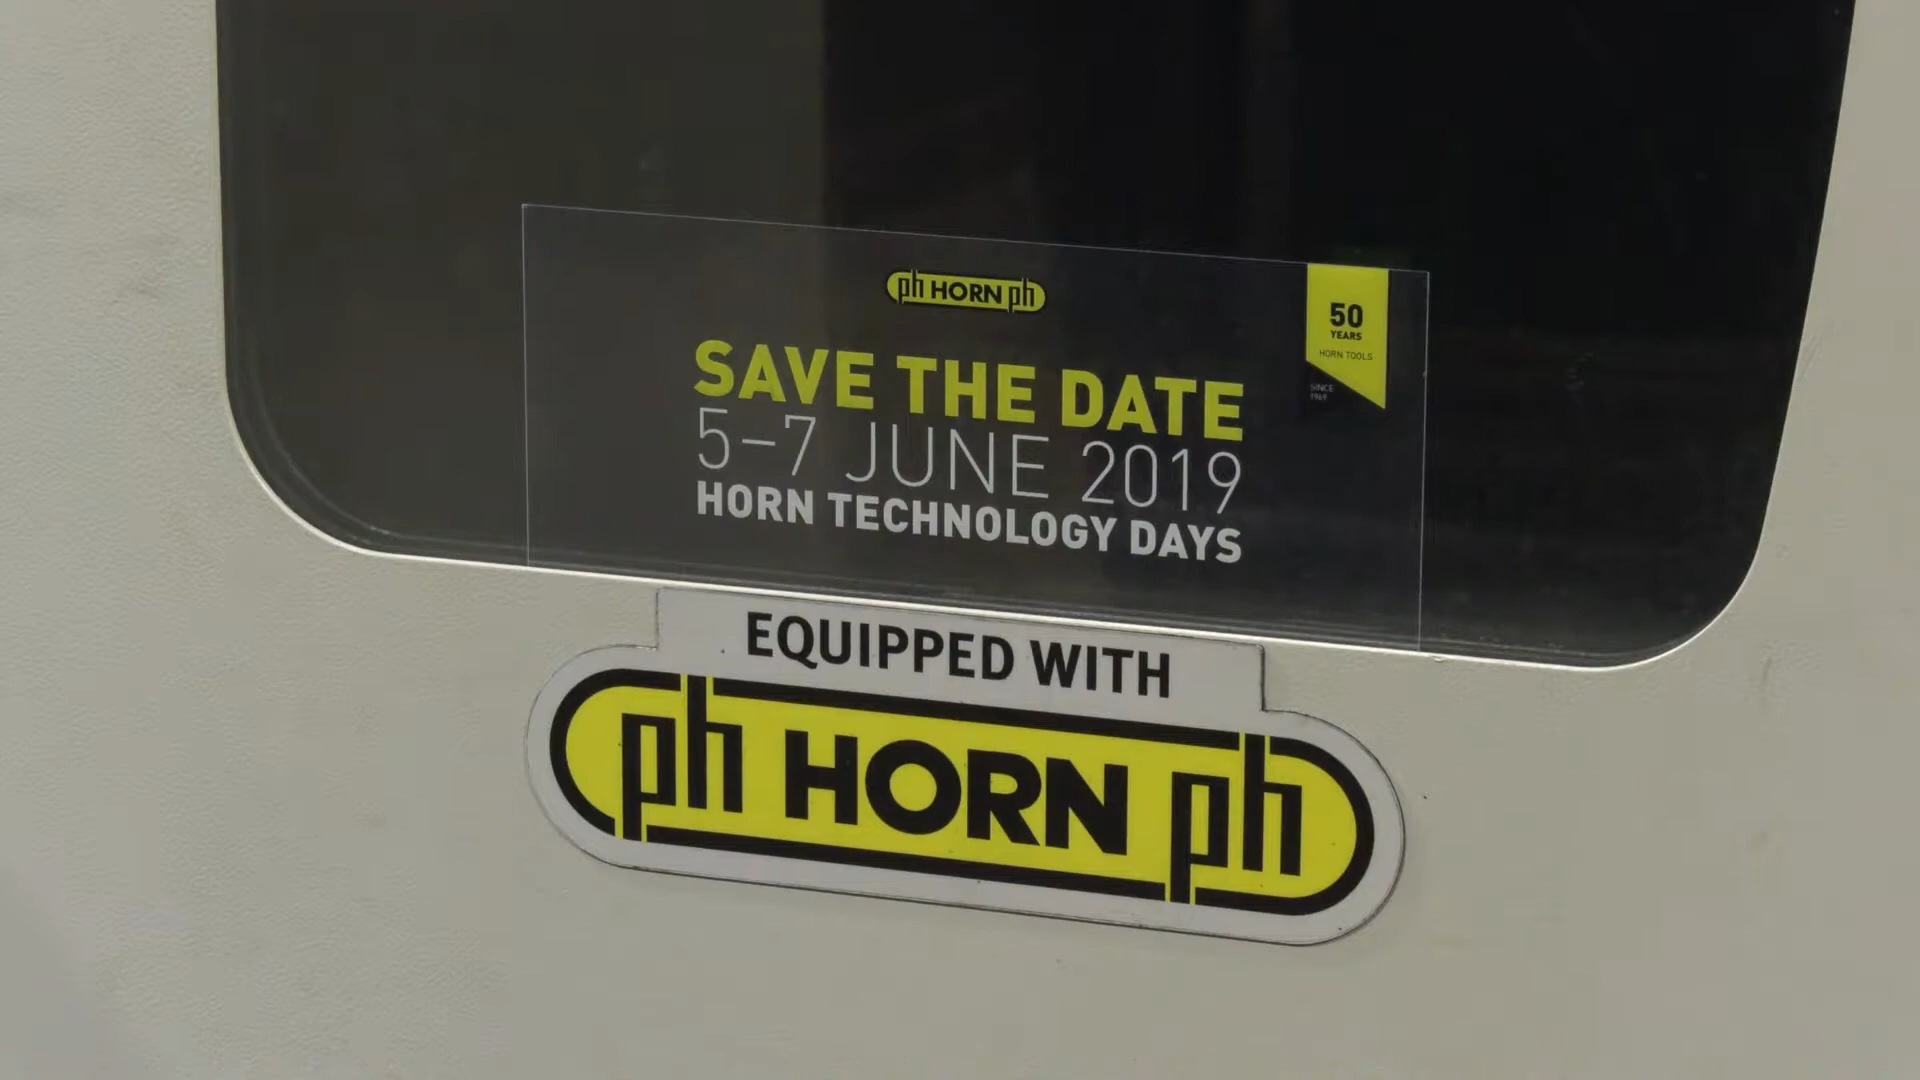 ph HORN ph
50
YEARS
HORN TOOLS
SINCE
1969
SAVE THE DATE
5–7 JUNE 2019
HORN TECHNOLOGY DAYS
EQUIPPED WITH
ph HORN ph